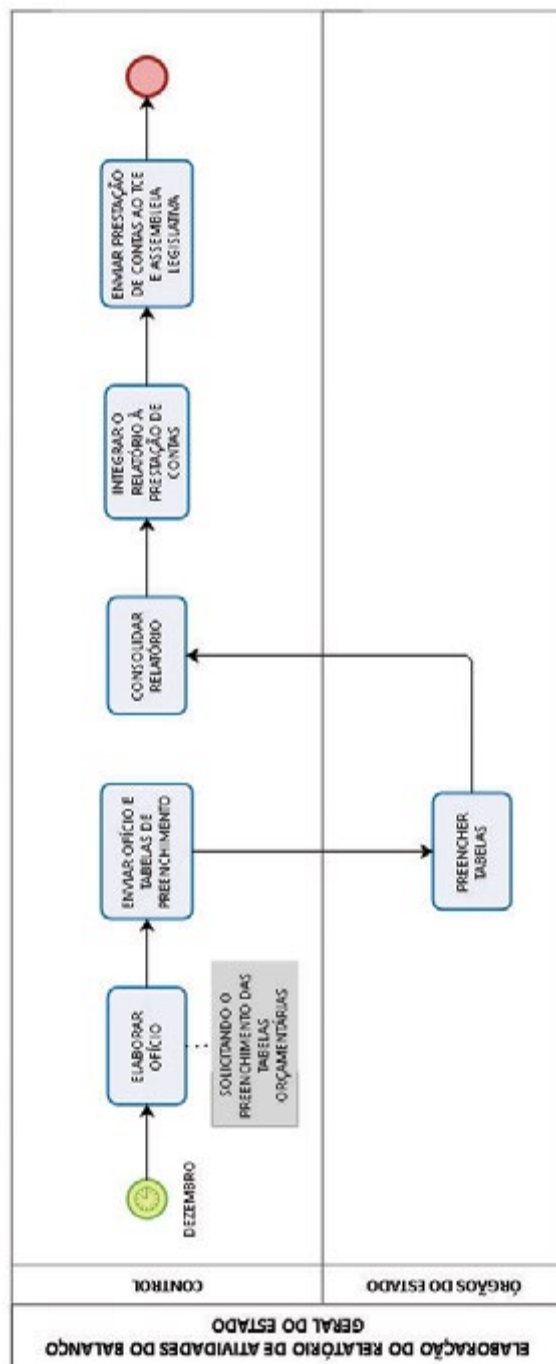 ELABORAÇÃO DO RELATÓRIO DE ATIVIDADES DO BALANÇO
GERAL DO ESTADO
CONTROL
DEZEMBRO
ELABORAR
OFÍCIO
SOLICITANDO O
PREENCHIMENTO DAS
TABELAS
ORÇAMENTÁRIAS
ENVIAR OFÍCIO E
TABELAS DE
PREENCHIMENTO
CONSOLIDAR
RELATÓRIO
INTEGRAR O
RELATÓRIO À
PRESTAÇÃO DE
CONTAS
ENVIAR PRESTAÇÃO
DE CONTAS AO TCE
E ASSEMBLEIA
LEGISLATIVA
ÓRGÃOS DO ESTADO
PREENCHER
TABELAS